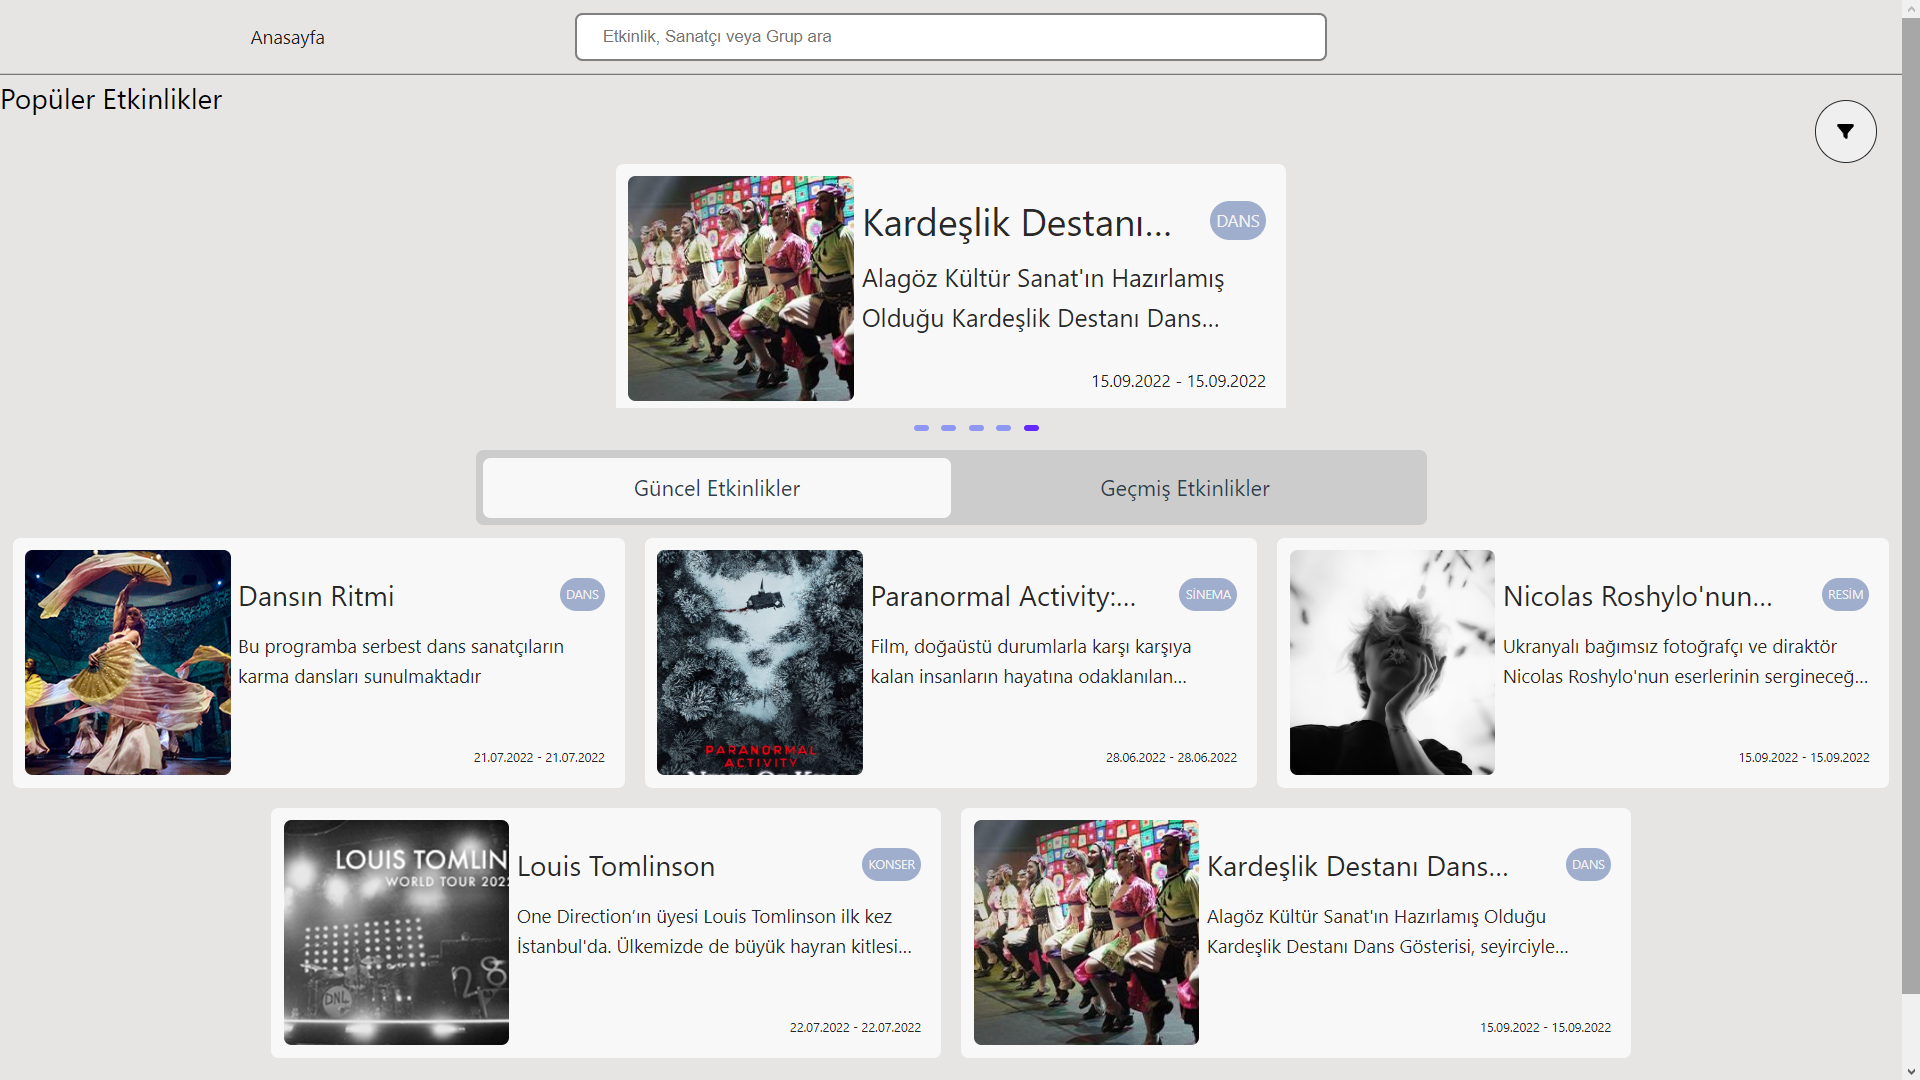 Anasayfa
Etkinlik, Sanatçı veya Grup ara
Popüler Etkinlikler
Kardeşlik Destanı...
DANS
Alagöz Kültür Sanat'ın Hazırlamış
Olduğu Kardeşlik Destanı Dans...
15.09.2022 - 15.09.2022
Güncel Etkinlikler
Geçmiş Etkinlikler
Dansın Ritmi
DANS
Bu programba serbest dans sanatçıların
karma dansları sunulmaktadır
21.07.2022 - 21.07.2022
PARANORMAL
ACTIVITY
Paranormal Activity:...
SİNEMA
Film, doğaüstü durumlarla karşı karşıya
kalan insanların hayatına odaklanılan...
28.06.2022 - 28.06.2022
Nicolas Roshylo'nun...
RESİM
Ukranyalı bağımsız fotoğrafçı ve diraktör
Nicolas Roshylo'nun eserlerinin sergineceğ...
15.09.2022 - 15.09.2022
LOUIS TOMLIN
WORLD TOUR 2022
28
DNL
Louis Tomlinson
KONSER
One Direction’ın üyesi Louis Tomlinson ilk kez
İstanbul'da. Ülkemizde de büyük hayran kitlesi...
22.07.2022 - 22.07.2022
Kardeşlik Destanı Dans...
DANS
Alagöz Kültür Sanat'ın Hazırlamış Olduğu
Kardeşlik Destanı Dans Gösterisi, seyirciyle...
15.09.2022 - 15.09.2022